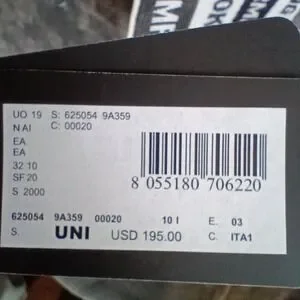 UO 19 S: 625054 9A359
N AI C: 00020
EA
EA
32 10
SF 20
S 2000
8 055180 706220
625054 9A359 00020 10 I E. 03
S. UNI USD 195.00 C. ITA1